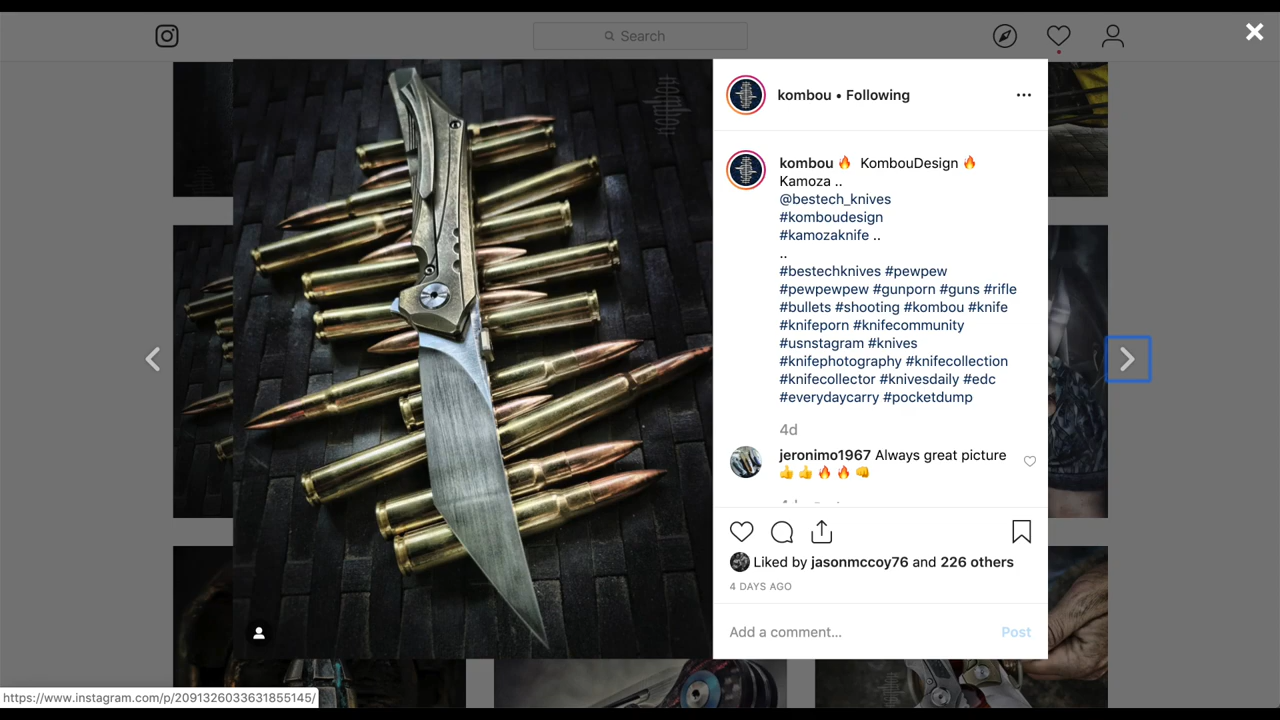 Search
kombou • Following
kombou 🔥 KombouDesign 🔥
Kamoza ..
@bestech_knives
#komboudesign
#kamozaknife ..
..
#bestechknives #pewpew
#pewpewpew #gunporn #guns #rifle
#bullets #shooting #kombou #knife
#knifeporn #knifecommunity
#usnstagram #knives
#knifephotography #knifecollection
#knifecollector #knivesdaily #edc
#everydaycarry #pocketdump
4d
jeronimo1967 Always great picture
👍👍🔥🔥👊
Liked by jasonmccoy76 and 226 others
4 DAYS AGO
Add a comment... Post
https://www.instagram.com/p/2091326033631855145/